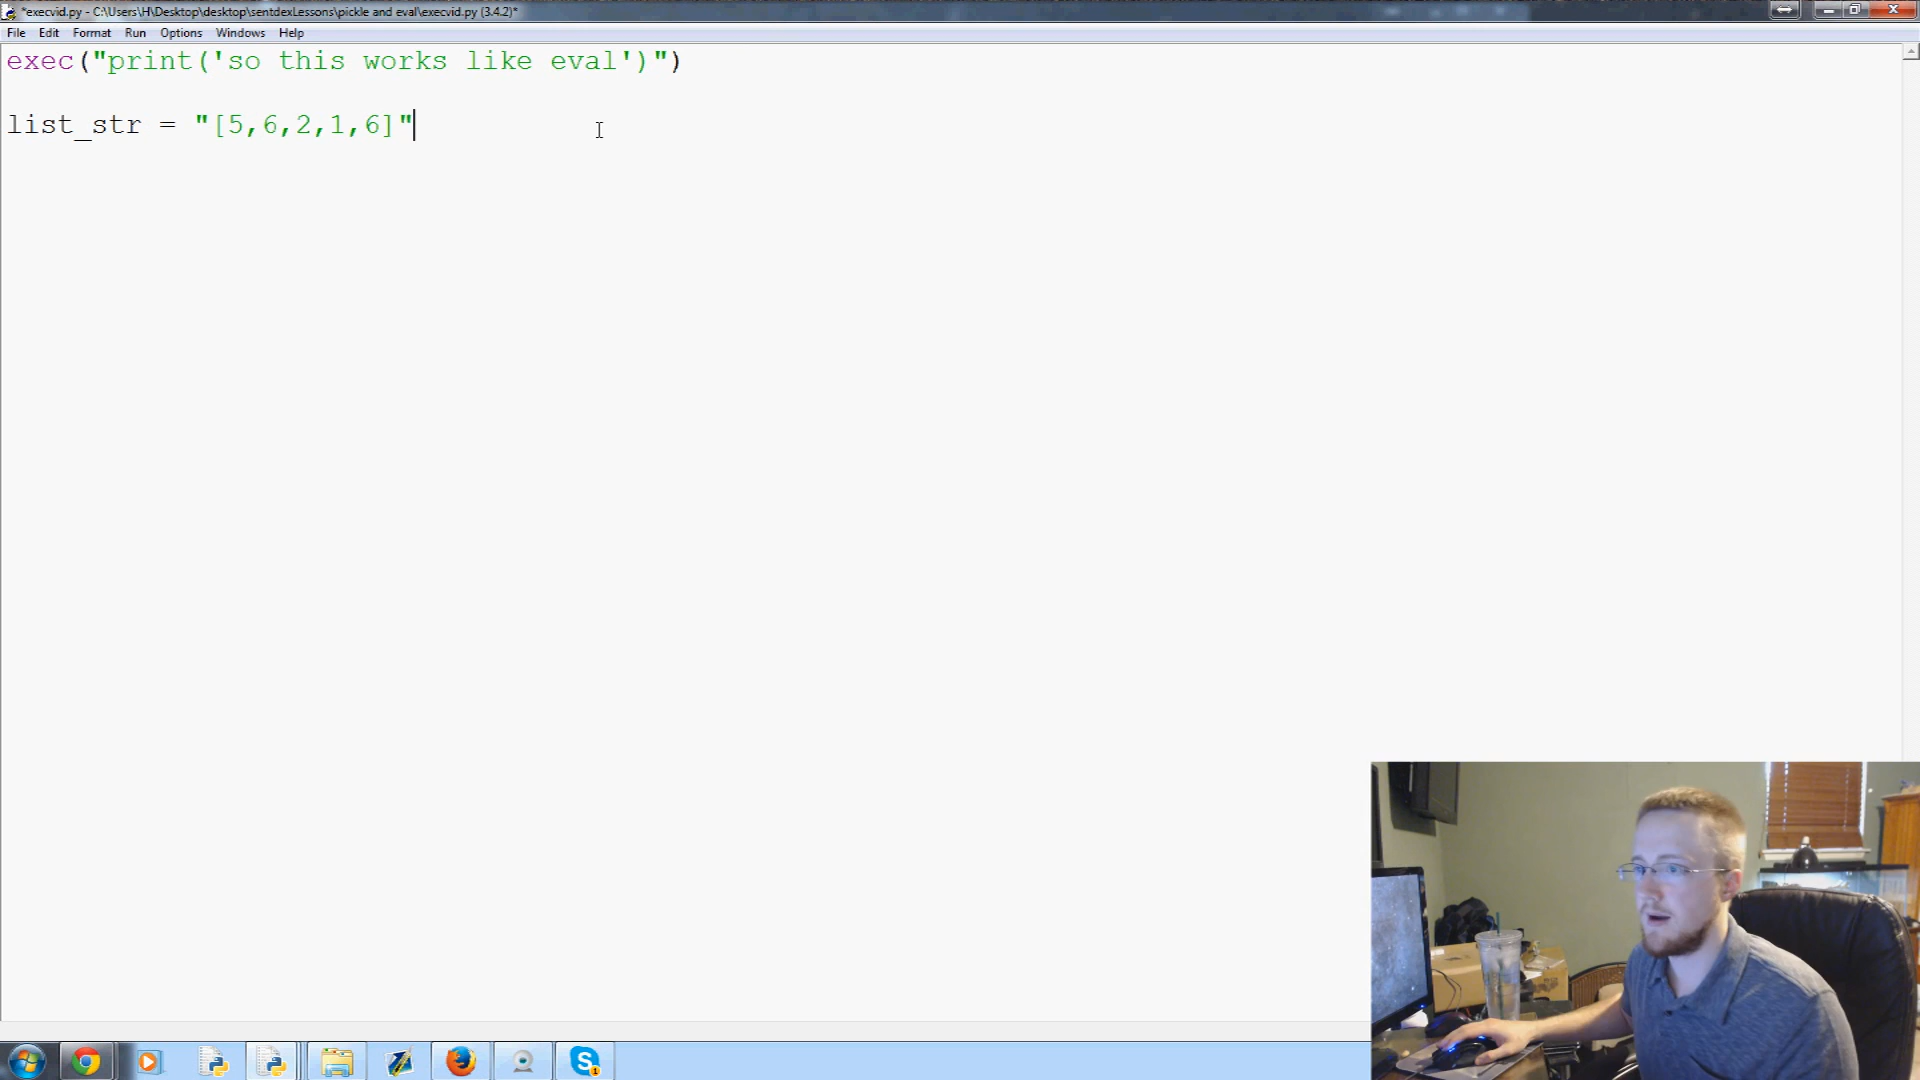 *execvid.py - C:\Users\H\Desktop\desktop\sentdexLessons\pickle and eval\execvid.py (3.4.2)*
File Edit Format Run Options Windows Help
exec("print('so this works like eval')")
list_str = "[5,6,2,1,6]"
S
1